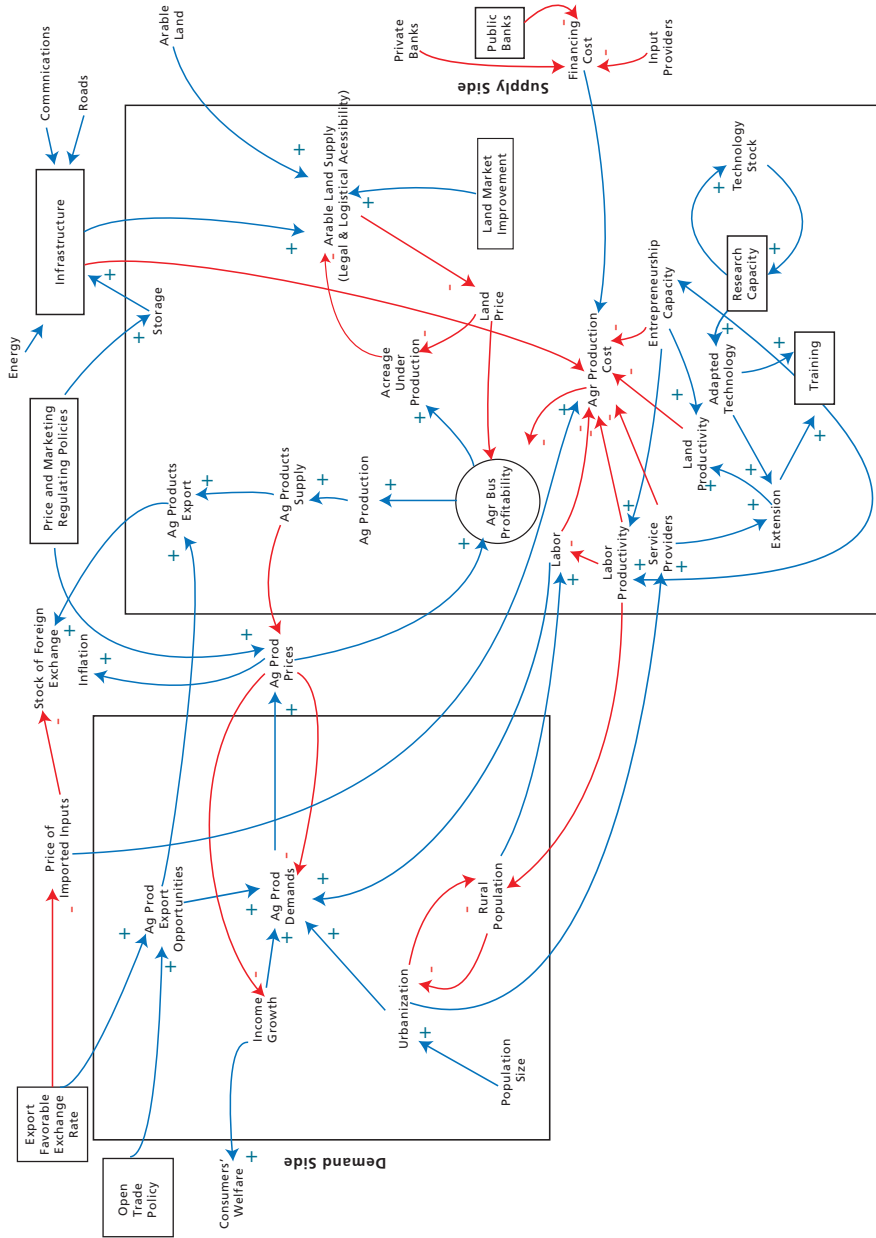 Export
Favorable
Exchange
Rate
Open
Trade
Policy
Consumers'
Welfare
Demand Side
Price of
Imported Inputs
-
-
Stock of Foreign
Exchange
+
Inflation
+
Price and Marketing
Regulating Policies
Energy
Infrastructure
Commnications
Roads
Storage
+
+
Arable
Land
Ag Prod
Export
Opportunities
+
+
Income
Growth
-
+
Ag Prod
Demands
+
+
+
-
+
Urbanization
+
-
Rural
Population
-
-
Population
Size
Ag Prod
Prices
+
+
-
Ag Products
Export
+
+
Ag Products
Supply
+
Ag Production
+
Agr Bus
Profitability
+
-
-
Acreage
Under
Production
+
-
Land
Price
-
Arable Land Supply
(Legal & Logistical Acessibility)
-
+
+
+
Land Market
Improvement
Supply Side
Private
Banks
Public
Banks
Financing
Cost
-
-
-
Input
Providers
Agr Production
Cost
+
+
-
-
-
-
-
-
Labor
+
-
Labor
Productivity
+
+
Service
Providers
+
Land
Productivity
+
+
Extension
+
+
Entrepreneurship
Capacity
+
Adapted
Technology
+
Training
+
+
Research
Capacity
+
Technology
Stock
+